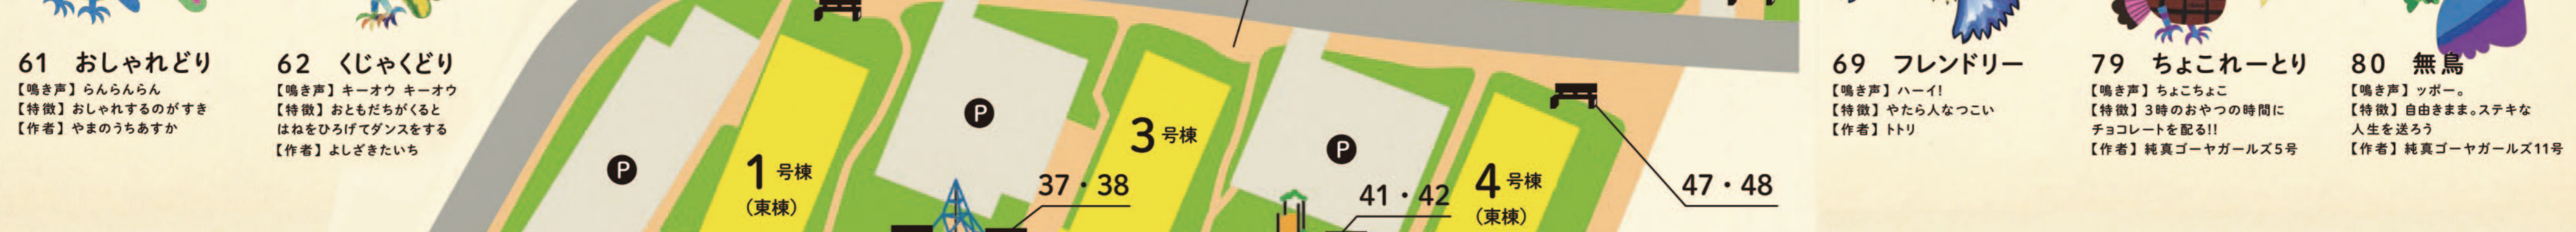 61 おしゃれどり
【鳴き声】らんらんらん
【特徴】おしゃれするのがすき
【作者】やまのうちあすか
62 くじゃくどり
【鳴き声】キーオウ キーオウ
【特徴】おともだちがくると
はねをひろげてダンスをする
【作者】よしざきたいち
P
1号棟
(東棟)
P
37・38
3号棟
P
41・42
4号棟
(東棟)
47・48
69 フレンドリー
【鳴き声】ハーイ!
【特徴】やたら人なつこい
【作者】トトリ
79 ちょこれーとり
【鳴き声】ちょこちょこ
【特徴】3時のおやつの時間に
チョコレートを配る!!
【作者】純真ゴーヤガールズ5号
80 無鳥
【鳴き声】ッポー。
【特徴】自由きまま。ステキな
人生を送ろう
【作者】純真ゴーヤガールズ11号